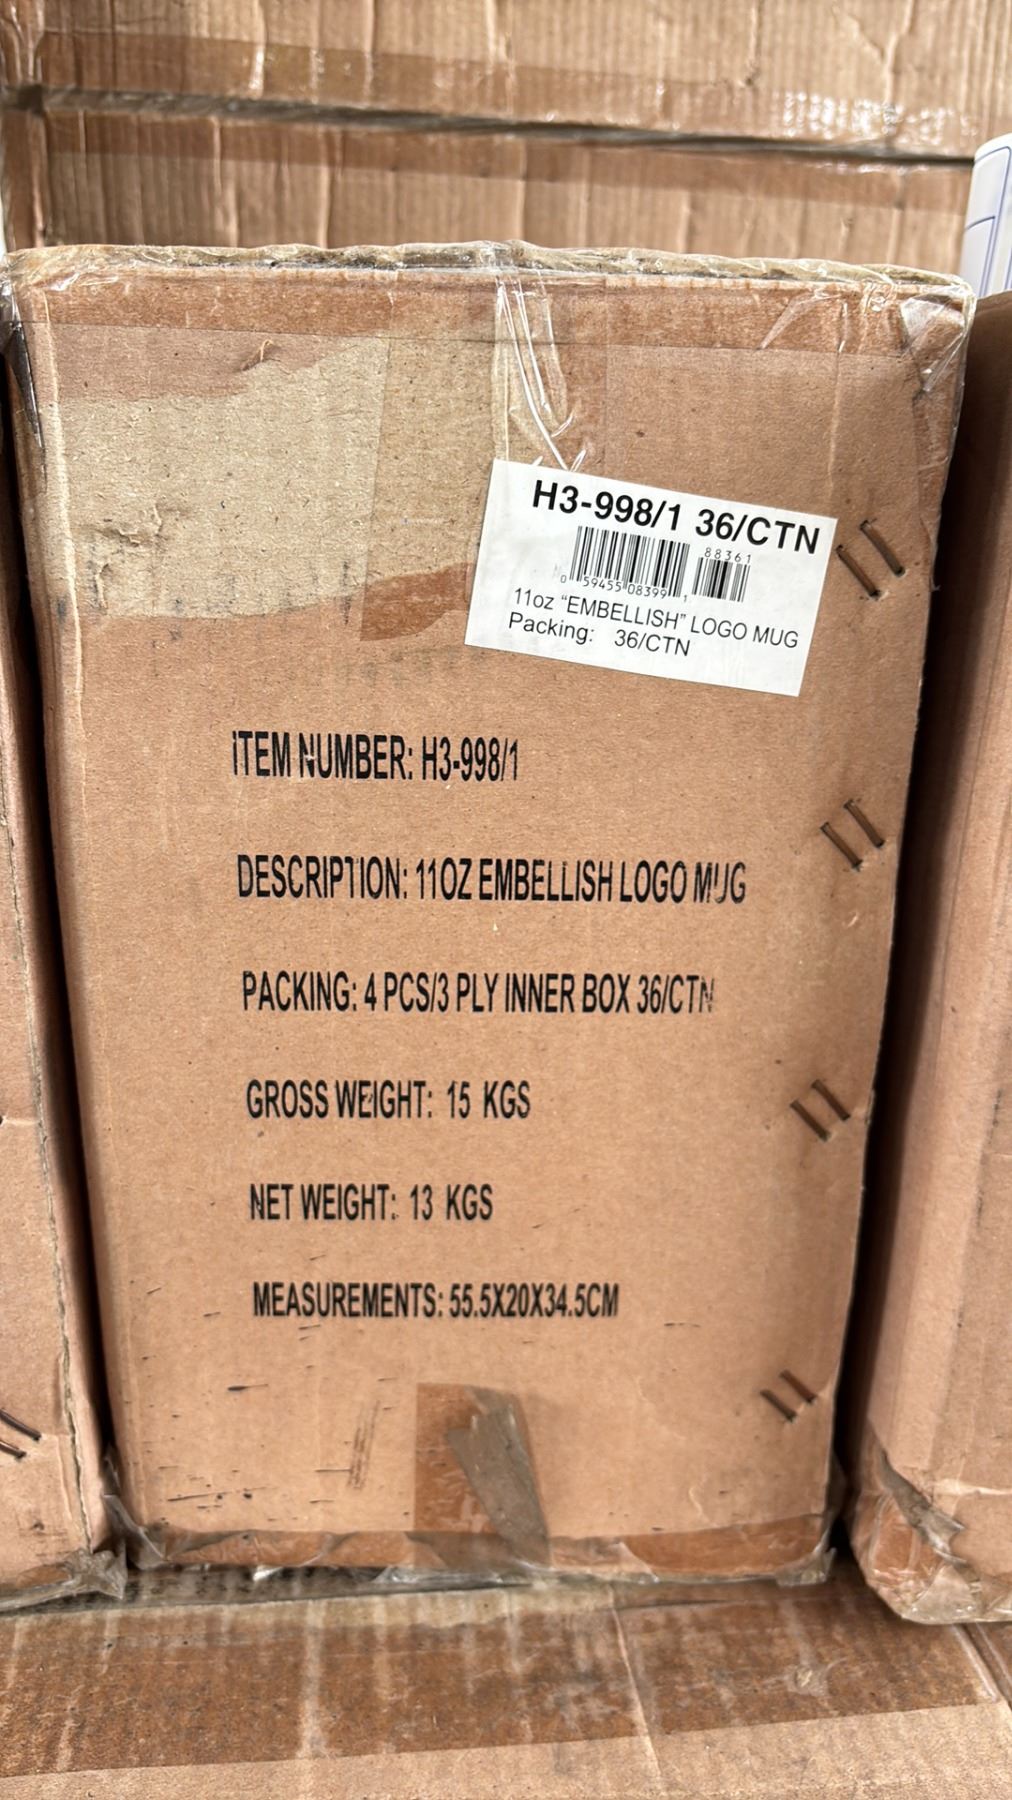 H3-998/1 36/CTN
88361
0 59455 08399 1
11oz “EMBELLISH” LOGO MUG
Packing: 36/CTN
ITEM NUMBER: H3-998/1
DESCRIPTION: 11OZ EMBELLISH LOGO MUG
PACKING: 4 PCS/3 PLY INNER BOX 36/CTN
GROSS WEIGHT: 15 KGS
NET WEIGHT: 13 KGS
MEASUREMENTS: 55.5X20X34.5CM